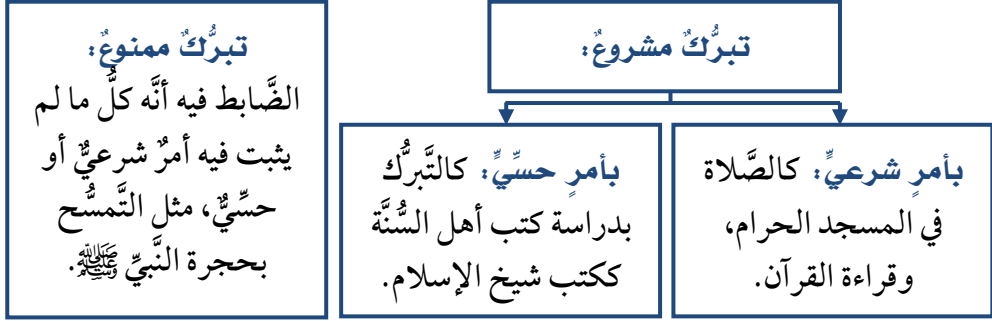 تبرُّكٌ مشروعٌ:
بأمرٍ شرعيٍّ: كالصَّلاة
في المسجد الحرام،
وقراءة القرآن.
بأمرٍ حسِّيٍّ: كالتَّبرُّك
بدراسة كتب أهل السُّنَّة
ككتب شيخ الإسلام.
تبرُّكٌ ممنوعٌ:
الضَّابط فيه أنَّه كلُّ ما لم
يثبت فيه أمرٌ شرعيٌّ أو
حسِّيٌّ، مثل التَّمسُّح
بحجرة النَّبيِّ ﷺ.